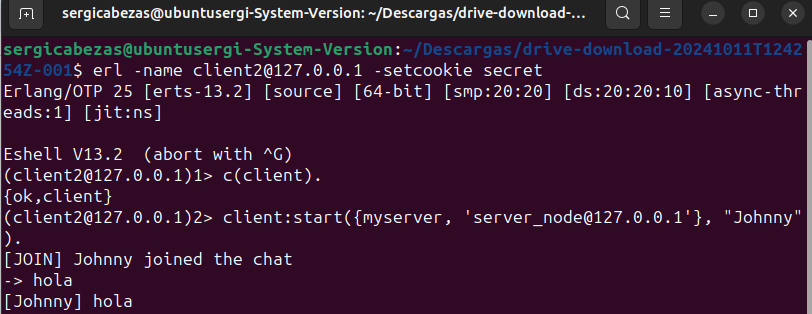 sergicabezas@ubuntusergi-System-Version: ~/Descargas/drive-download-...
sergicabezas@ubuntusergi-System-Version:~/Descargas/drive-download-20241011T1242
54Z-001$ erl -name client2@127.0.0.1 -setcookie secret
Erlang/OTP 25 [erts-13.2] [source] [64-bit] [smp:20:20] [ds:20:20:10] [async-thr
eads:1] [jit:ns]
Eshell V13.2  (abort with ^G)
(client2@127.0.0.1)1> c(client).
{ok,client}
(client2@127.0.0.1)2> client:start({myserver, 'server_node@127.0.0.1'}, "Johnny"
).
[JOIN] Johnny joined the chat
-> hola
[Johnny] hola